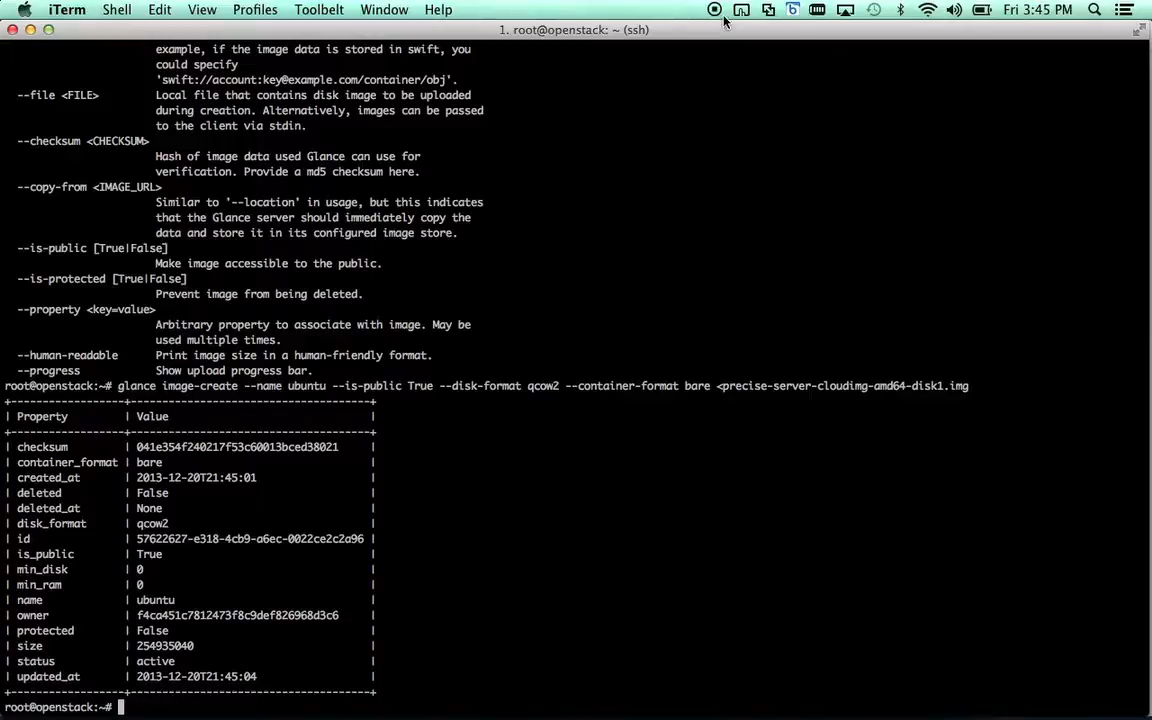 iTerm Shell Edit View Profiles Toolbelt Window Help Fri 3:45 PM
1. root@openstack: ~ (ssh)
example, if the image data is stored in swift, you
could specify
'swift://account:key@example.com/container/obj'.
--file <FILE> Local file that contains disk image to be uploaded
during creation. Alternatively, images can be passed
to the client via stdin.
--checksum <CHECKSUM>
Hash of image data used Glance can use for
verification. Provide a md5 checksum here.
--copy-from <IMAGE_URL>
Similar to '--location' in usage, but this indicates
that the Glance server should immediately copy the
data and store it in its configured image store.
--is-public [True|False]
Make image accessible to the public.
--is-protected [True|False]
Prevent image from being deleted.
--property <key=value>
Arbitrary property to associate with image. May be
used multiple times.
--human-readable Print image size in a human-friendly format.
--progress Show upload progress bar.
root@openstack:~# glance image-create --name ubuntu --is-public True --disk-format qcow2 --container-format bare <precise-server-cloudimg-amd64-disk1.img
+------------------+--------------------------------------+
| Property | Value |
+------------------+--------------------------------------+
| checksum | 041e354f240217f53c60013bced38021 |
| container_format | bare |
| created_at | 2013-12-20T21:45:01 |
| deleted | False |
| deleted_at | None |
| disk_format | qcow2 |
| id | 57622627-e318-4cb9-a6ec-0022ce2c2a96 |
| is_public | True |
| min_disk | 0 |
| min_ram | 0 |
| name | ubuntu |
| owner | f4ca451c7812473f8c9def826968d3c6 |
| protected | False |
| size | 254935040 |
| status | active |
| updated_at | 2013-12-20T21:45:04 |
+------------------+--------------------------------------+
root@openstack:~#